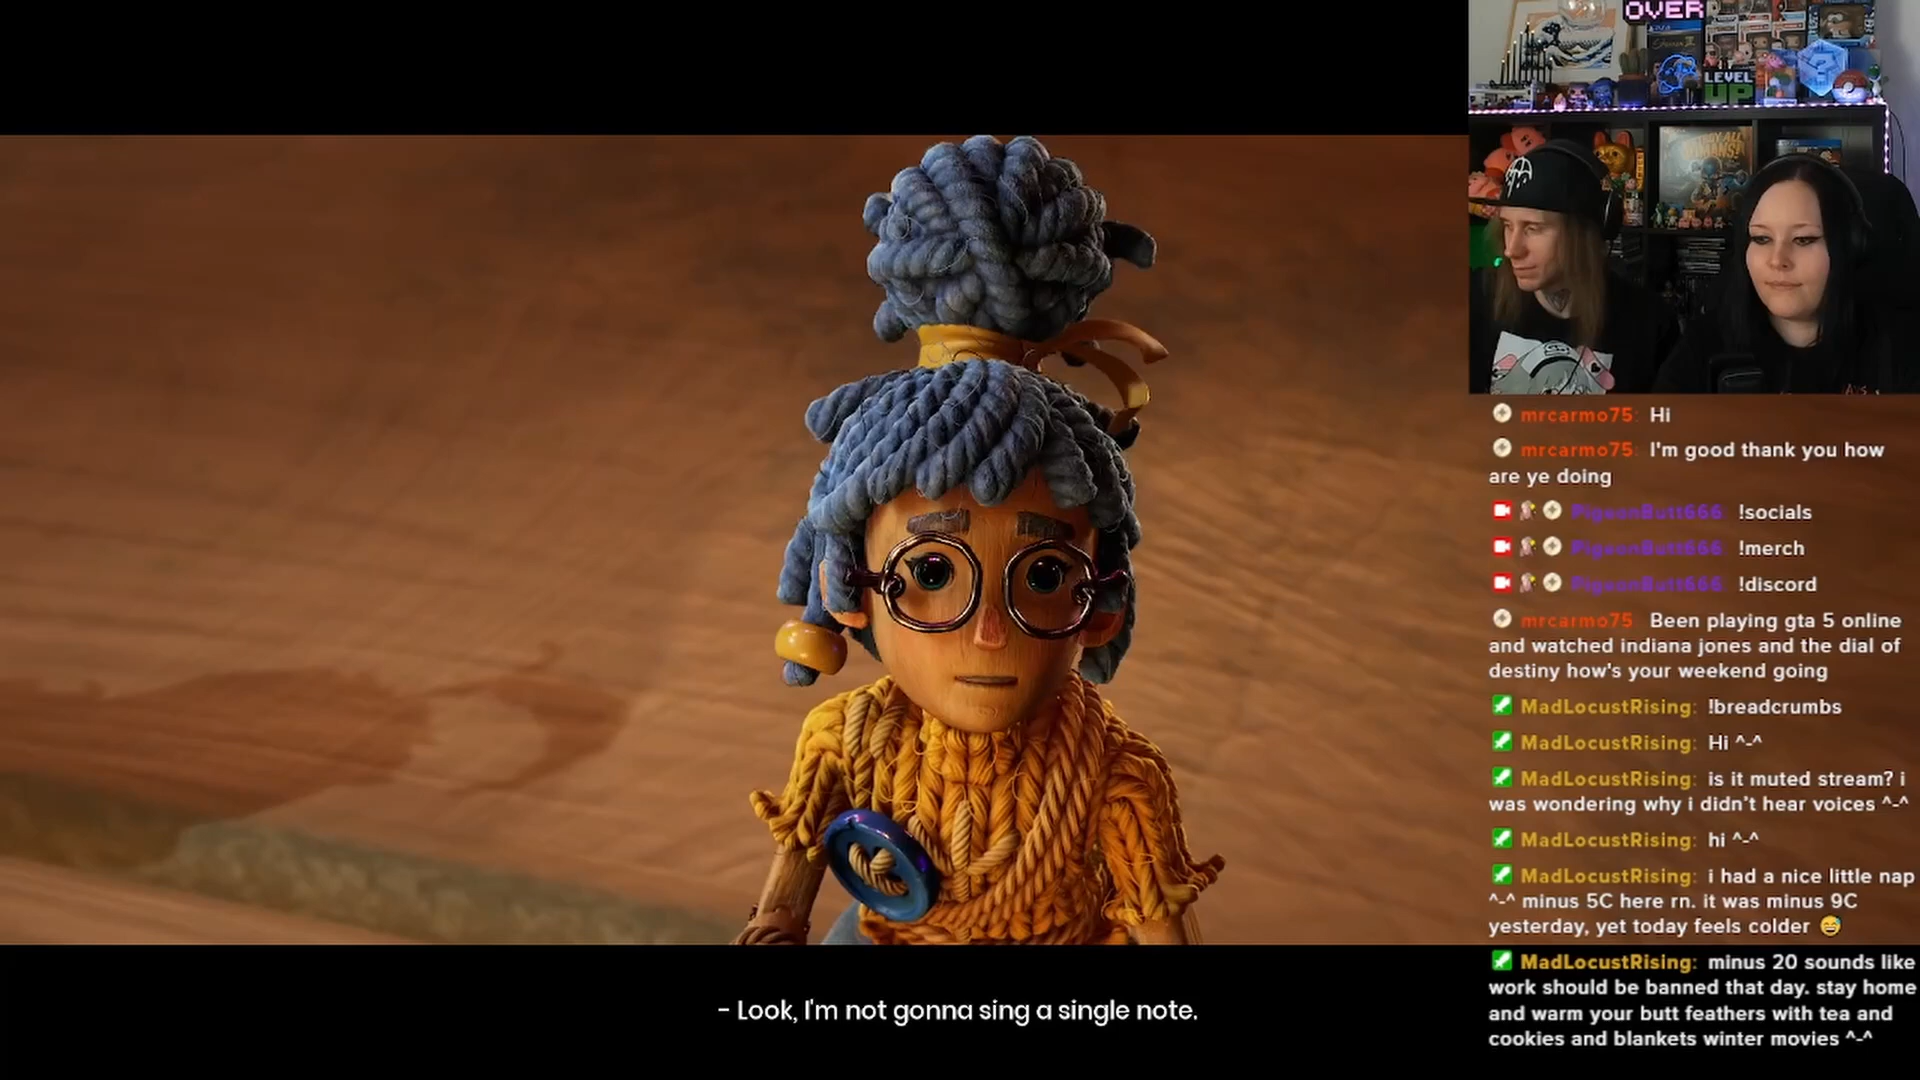 OVER
LEVEL
UP
mrcarmo75: Hi
mrcarmo75: I'm good thank you how
are ye doing
PigeonButt666: !socials
PigeonButt666: !merch
PigeonButt666: !discord
mrcarmo75: Been playing gta 5 online
and watched indiana jones and the dial of
destiny how's your weekend going
MadLocustRising: !breadcrumbs
MadLocustRising: Hi ^-^
MadLocustRising: is it muted stream? i
was wondering why i didn't hear voices ^-^
MadLocustRising: hi ^-^
MadLocustRising: i had a nice little nap
^-^ minus 5C here rn. it was minus 9C
yesterday, yet today feels colder 😅
MadLocustRising: minus 20 sounds like
work should be banned that day. stay home
and warm your butt feathers with tea and
cookies and blankets winter movies ^-^
- Look, I'm not gonna sing a single note.